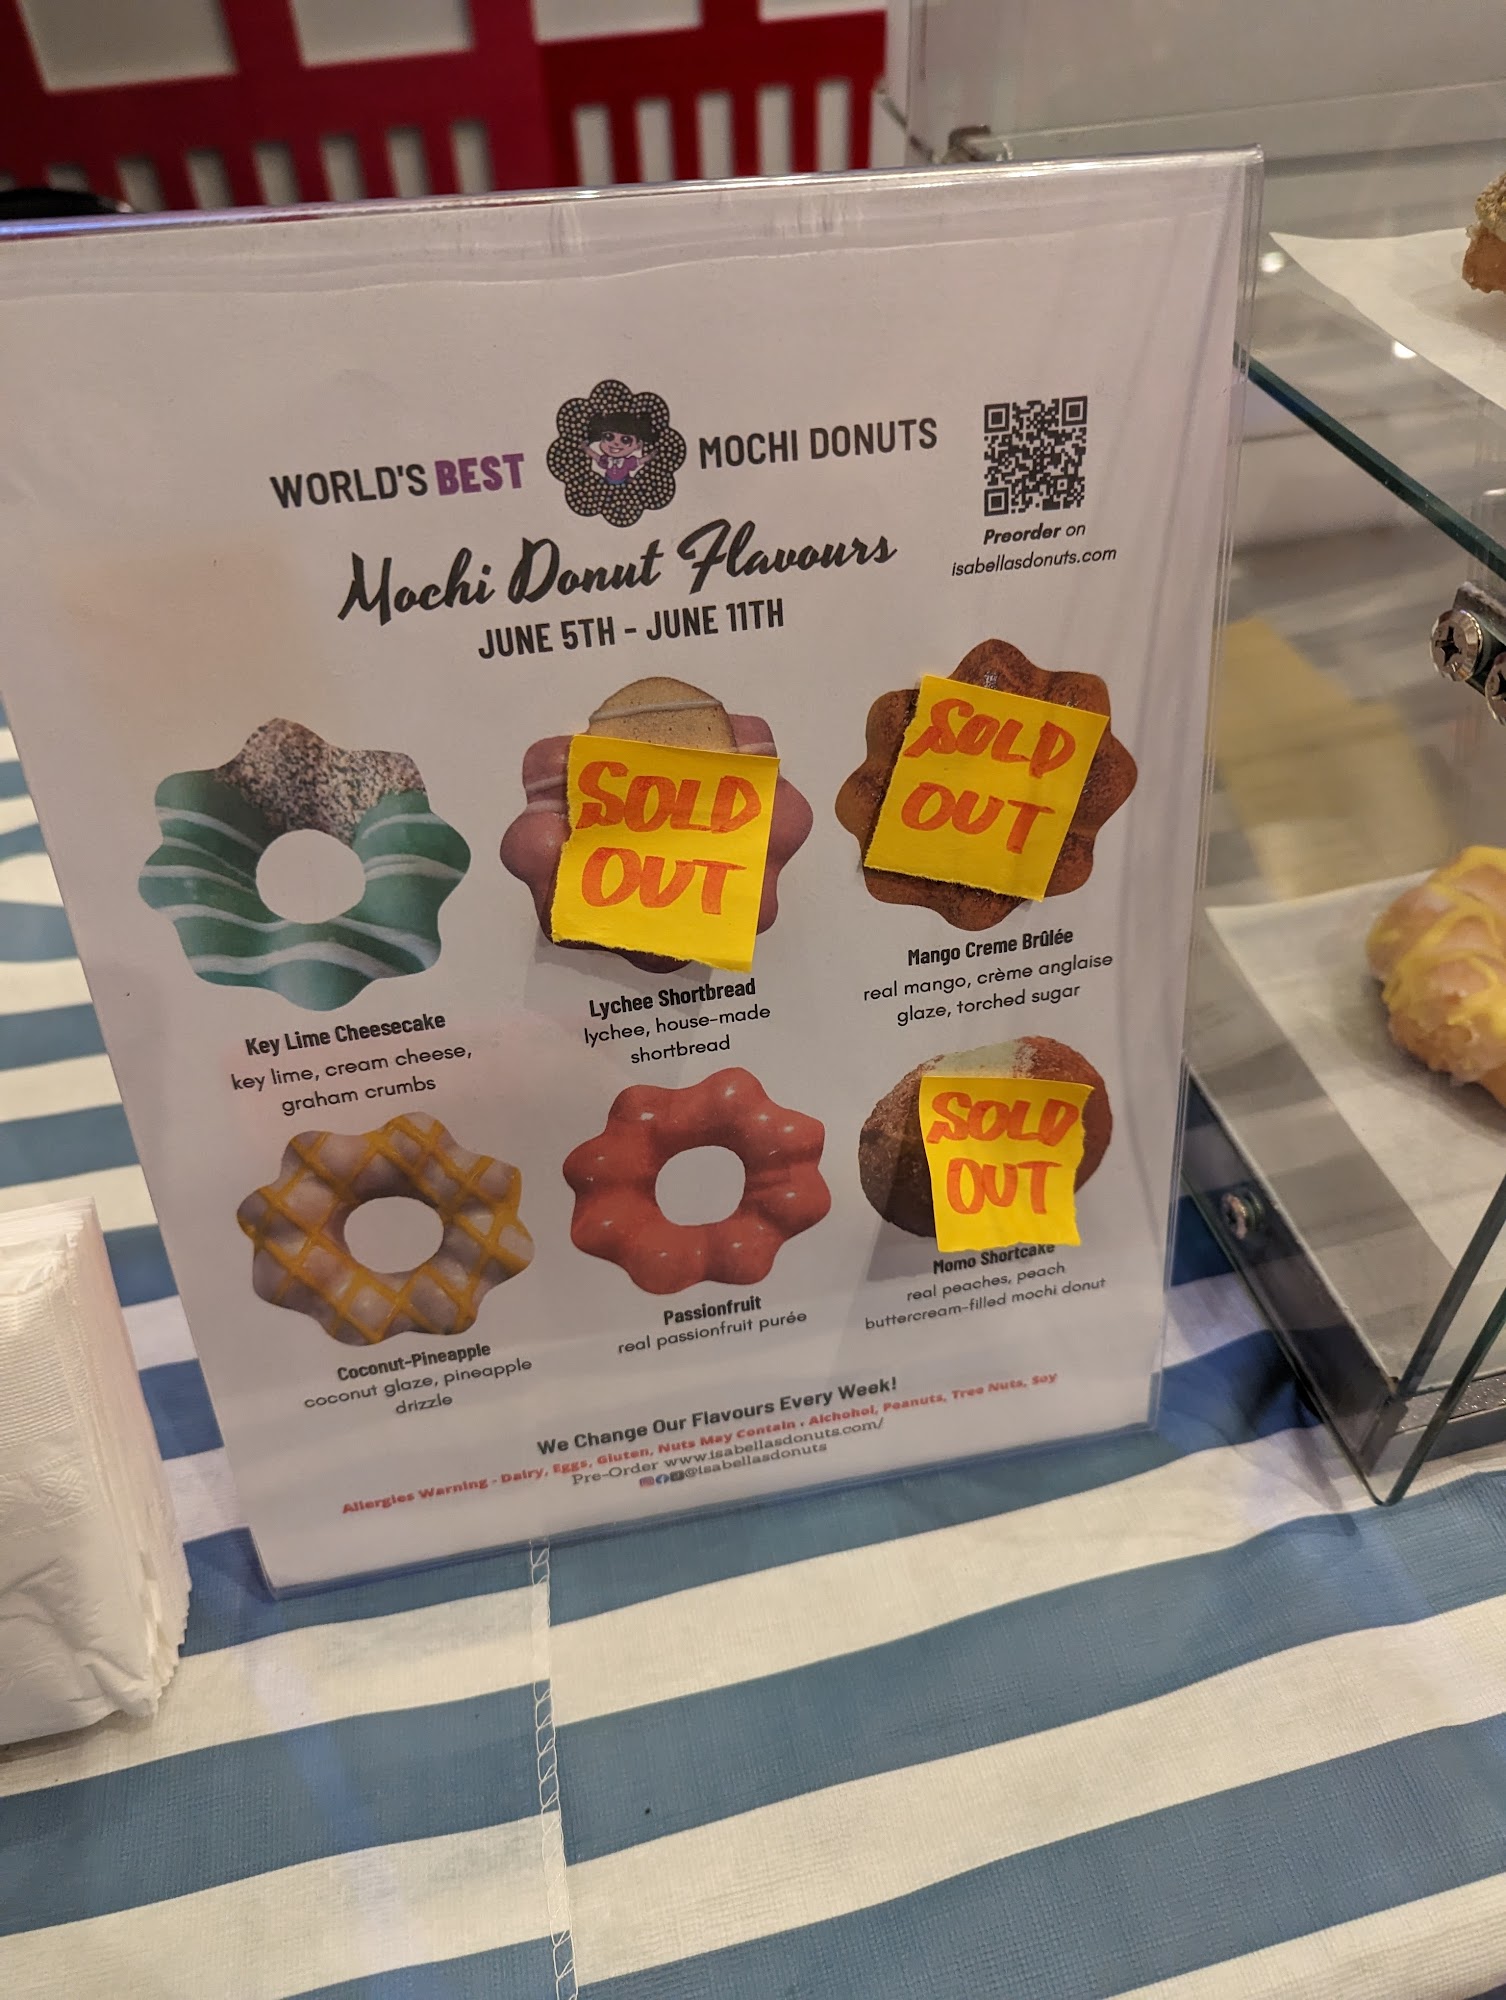 WORLD'S BEST MOCHI DONUTS
Preorder on
isabellasdonuts.com
Mochi Donut Flavours
JUNE 5TH - JUNE 11TH
SOLD
OUT
SOLD
OUT
Key Lime Cheesecake
key lime, cream cheese,
graham crumbs
Lychee Shortbread
lychee, house-made
shortbread
Mango Creme Brûlée
real mango, crème anglaise
glaze, torched sugar
SOLD
OUT
Coconut-Pineapple
coconut glaze, pineapple
drizzle
Passionfruit
real passionfruit purée
Momo Shortcake
real peaches, peach
buttercream-filled mochi donut
We Change Our Flavours Every Week!
Allergies Warning - Dairy, Eggs, Gluten, Nuts May Contain . Alchohol, Peanuts, Tree Nuts, Soy
Pre-Order www.isabellasdonuts.com/
@isabellasdonuts